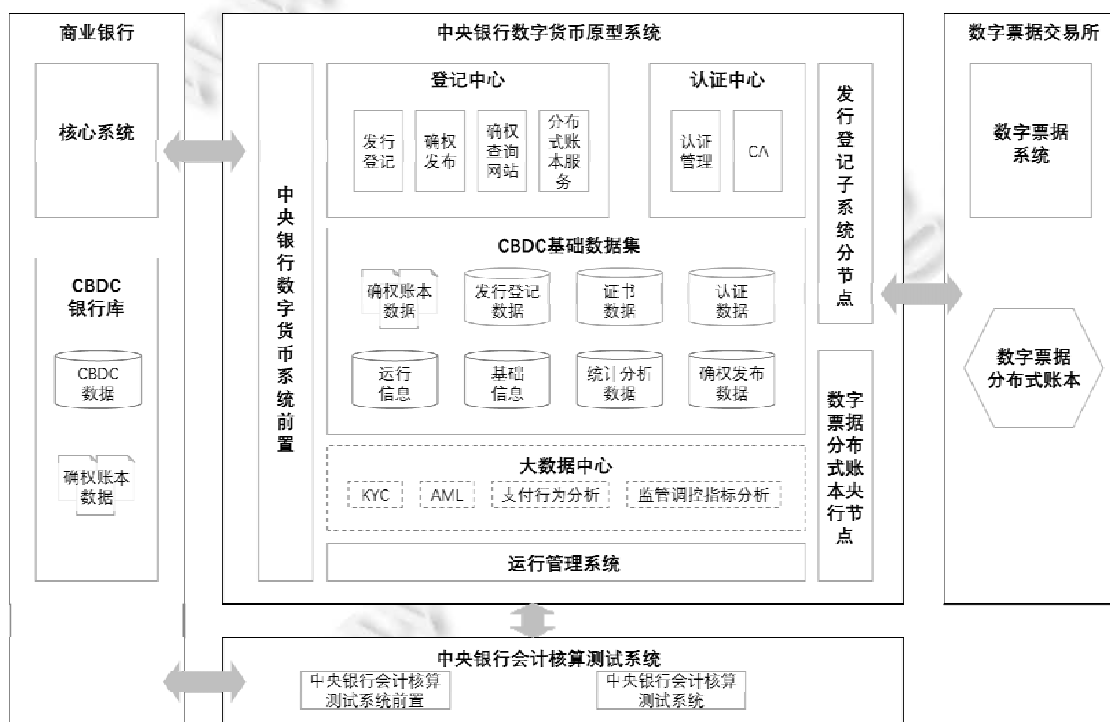 商业银行
核心系统
CBDC
银行库
CBDC
数据
确权账本
数据
中央银行数字货币原型系统
中央银行数字货币系统前置
登记中心
发行
登记
确权
发布
确权
查询
网站
分布
式账
本服
务
认证中心
认证
管理
CA
CBDC基础数据集
确权账本
数据
发行登记
数据
证书
数据
认证
数据
运行
信息
基础
信息
统计分析
数据
确权发布
数据
大数据中心
KYC
AML
支付行为分析
监管调控指标分析
运行管理系统
发行登记子系统分节点
数字
票据
分布
式账
本央
行节
点
数字票据交易所
数字票据
系统
数字票据
分布式账本
中央银行会计核算测试系统
中央银行会计核算
测试系统前置
中央银行会计核算
测试系统